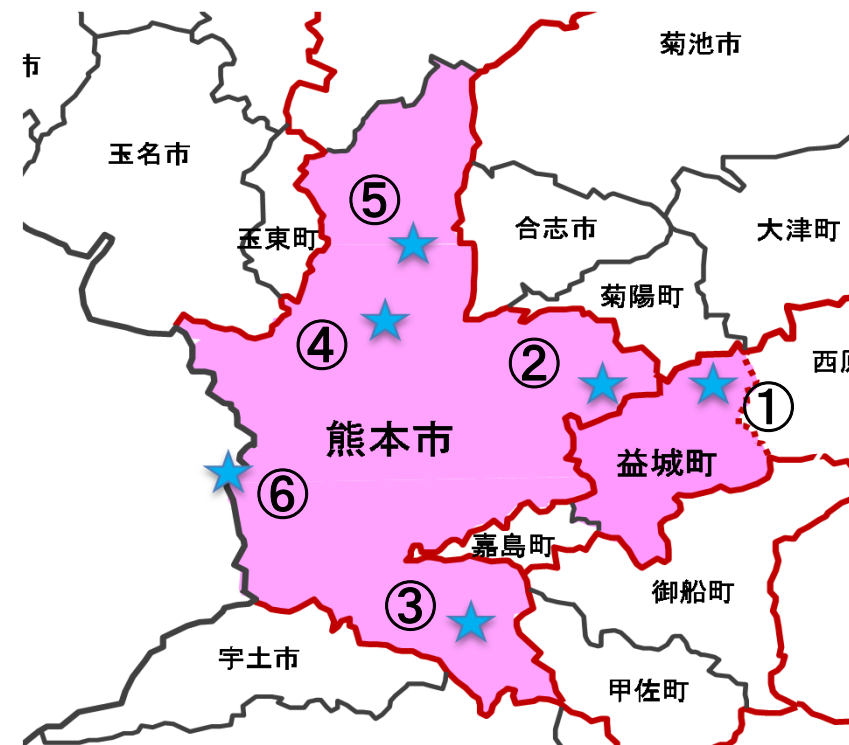 菊池市
市
玉名市
⑤
合志市
大津町
玉東町
菊陽町
④
②
西
①
熊本市
益城町
⑥
嘉島町
③
御船町
宇土市
甲佐町